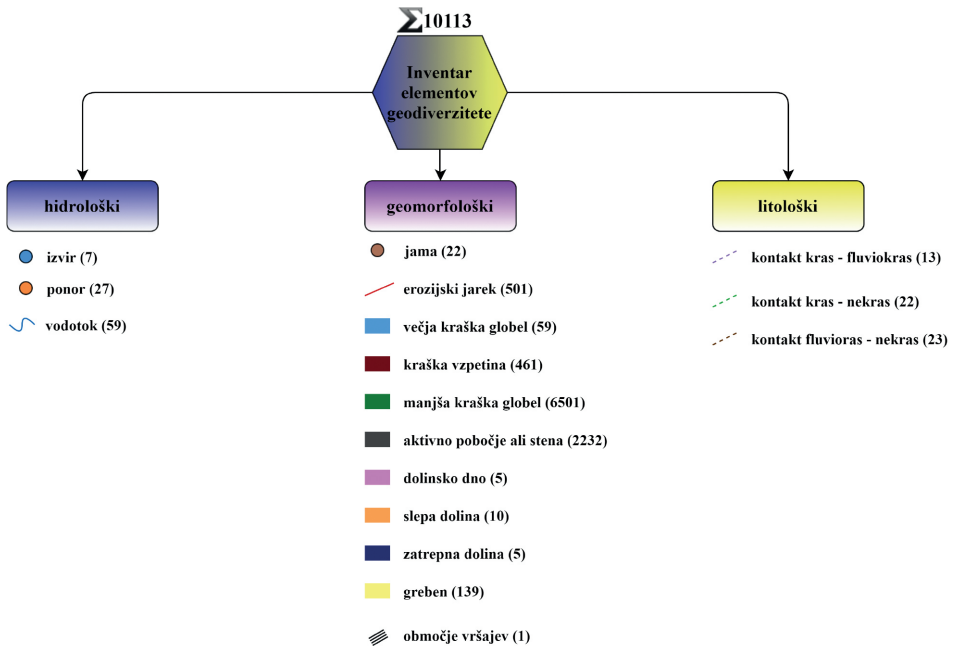 Σ10113
Inventar
elementov
geodiverzitete
hidrološki
izvir (7)
ponor (27)
vodotok (59)
geomorfološki
jama (22)
erozijski jarek (501)
večja kraška globel (59)
kraška vzpetina (461)
manjša kraška globel (6501)
aktivno pobočje ali stena (2232)
dolinsko dno (5)
slepa dolina (10)
zatrepna dolina (5)
greben (139)
območje vršajev (1)
litološki
kontakt kras - fluviokras (13)
kontakt kras - nekras (22)
kontakt fluvioras - nekras (23)